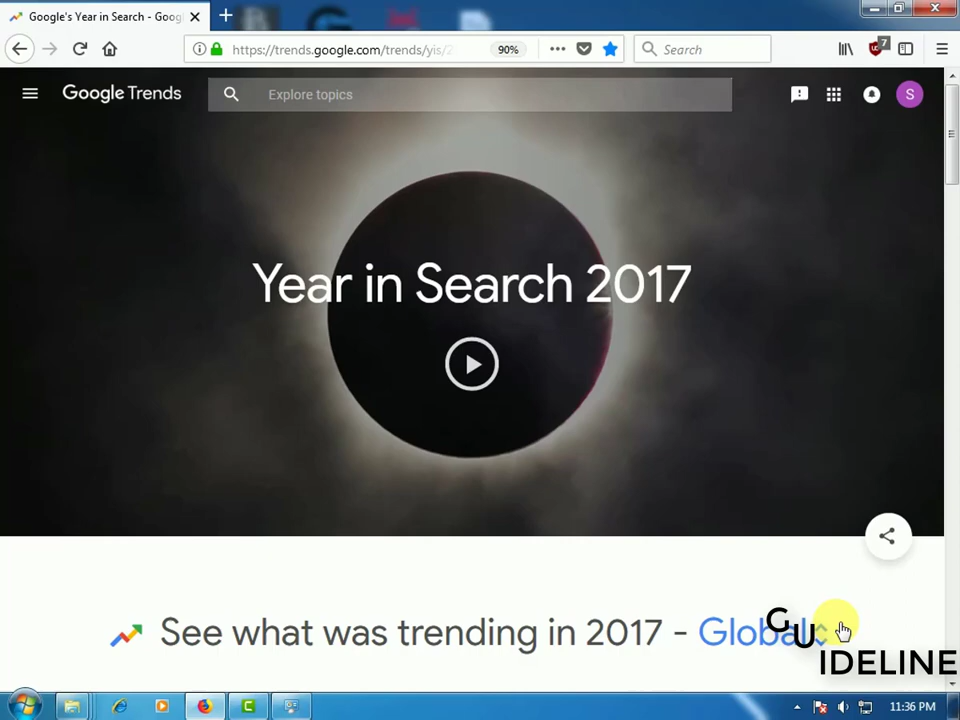 Google's Year in Search - Goog
https://trends.google.com/trends/yis/2
90%
Search
7
Google Trends
Explore topics
S
Year in Search 2017
See what was trending in 2017 - Global
GU
IDELINE
11:36 PM